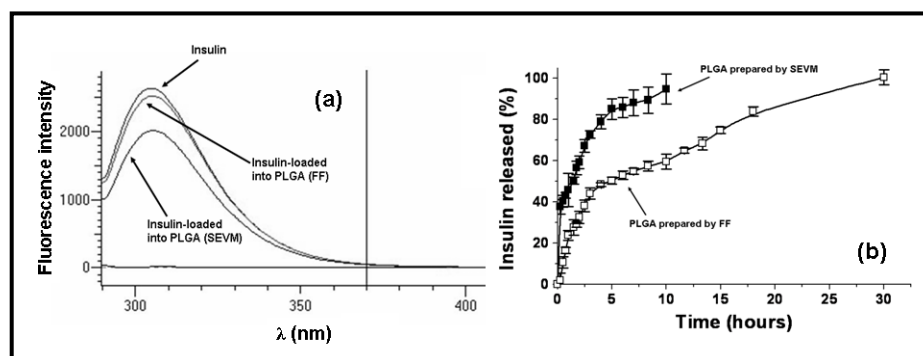 Insulin
(a)
Fluorescence intensity
2000
1000
0
Insulin-loaded
into PLGA (FF)
Insulin-loaded
into PLGA (SEVM)
300
350
400
λ (nm)
Insulin released (%)
100
80
60
40
20
0
PLGA prepared by SEVM
PLGA prepared by FF
(b)
0
5
10
15
20
25
30
Time (hours)